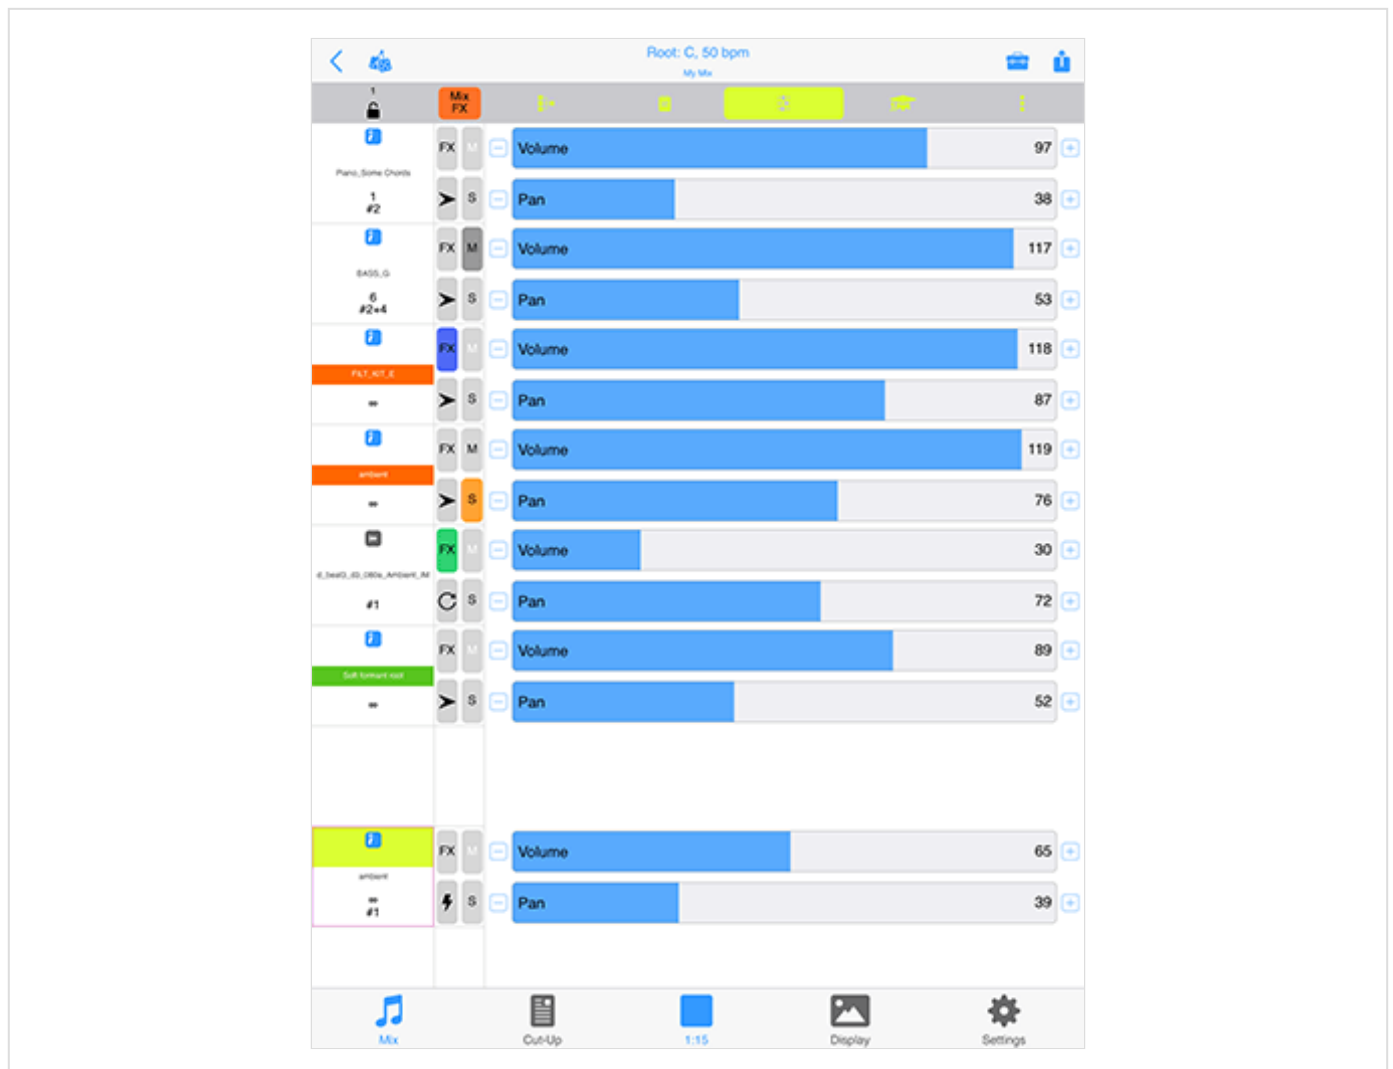 Root: C, 50 bpm
My Mix
1
Mix
FX
FX M Volume 97
Piano_Some Chords
1
#2
S Pan 38
FX M Volume 117
BASS_G
6
#2=4
S Pan 53
FX M Volume 118
FILT_KIT_E
∞
S Pan 87
FX M Volume 119
ambient
∞
S Pan 76
FX M Volume 30
#1
S Pan 72
FX M Volume 89
Soft formant root
∞
S Pan 52
FX M Volume 65
ambient
∞
#1
S Pan 39
Mix
Cut-Up
1:15
Display
Settings